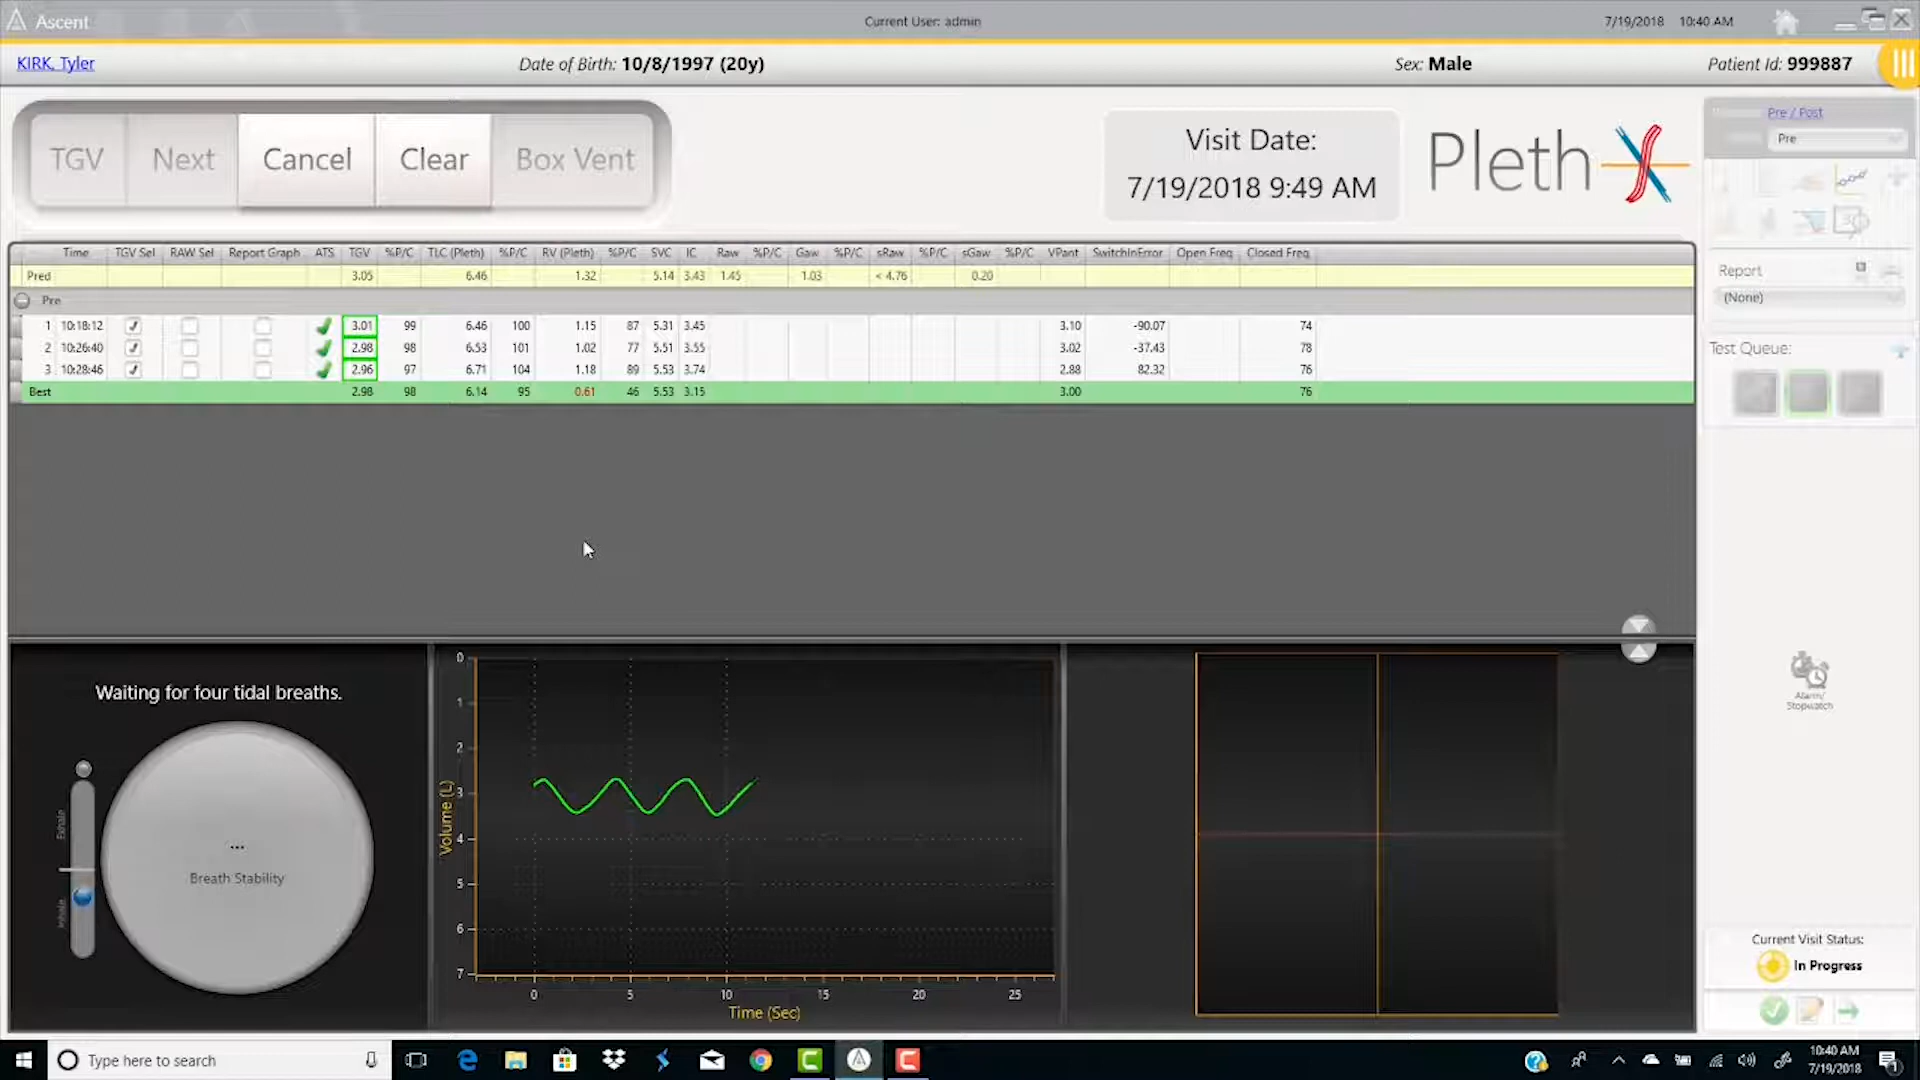 Ascent
Current User: admin
7/19/2018 10:40 AM
KIRK, Tyler
Date of Birth: 10/8/1997 (20y)
Sex: Male
Patient Id: 999887
TGV
Next
Cancel
Clear
Box Vent
Visit Date:
7/19/2018 9:49 AM
Pleth
Pre / Post
Pre
Time TGV Sel RAW Sel Report Graph ATS TGV %P/C TLC (Pleth) %P/C RV (Pleth) %P/C SVC IC Raw %P/C Gaw %P/C sRaw %P/C sGaw %P/C VPant SwitchInError Open Freq Closed Freq
Pred 3.05 6.46 1.32 5.14 3.43 1.45 1.03 < 4.76 0.20
Pre
1 10:18:12 3.01 99 6.46 100 1.15 87 5.31 3.45 3.10 -90.07 74
2 10:26:40 2.98 98 6.53 101 1.02 77 5.51 3.55 3.02 -37.43 78
3 10:28:46 2.96 97 6.71 104 1.18 89 5.53 3.74 2.88 82.32 76
Best 2.98 98 6.14 95 0.61 46 5.53 3.15 3.00 76
Report
(None)
Test Queue:
Alarm/
Stopwatch
Waiting for four tidal breaths.
Exhale
Inhale
...
Breath Stability
Volume (L)
0
1
2
3
4
5
6
7
0 5 10 15 20 25
Time (Sec)
Current Visit Status:
In Progress
Type here to search
10:40 AM
7/19/2018
1